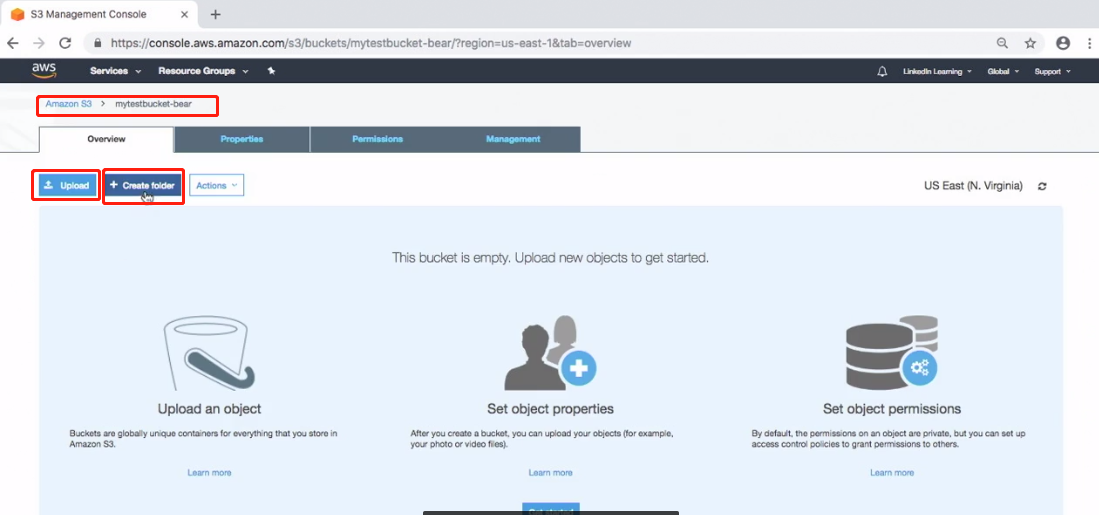 S3 Management Console
https://console.aws.amazon.com/s3/buckets/mytestbucket-bear/?region=us-east-1&tab=overview
aws Services Resource Groups LinkedIn Learning Global Support
Amazon S3 > mytestbucket-bear
Overview Properties Permissions Management
Upload + Create folder Actions US East (N. Virginia)
This bucket is empty. Upload new objects to get started.
Upload an object
Buckets are globally unique containers for everything that you store in
Amazon S3.
Learn more
Set object properties
After you create a bucket, you can upload your objects (for example,
your photo or video files).
Learn more
Set object permissions
By default, the permissions on an object are private, but you can set up
access control policies to grant permissions to others.
Learn more
Get started